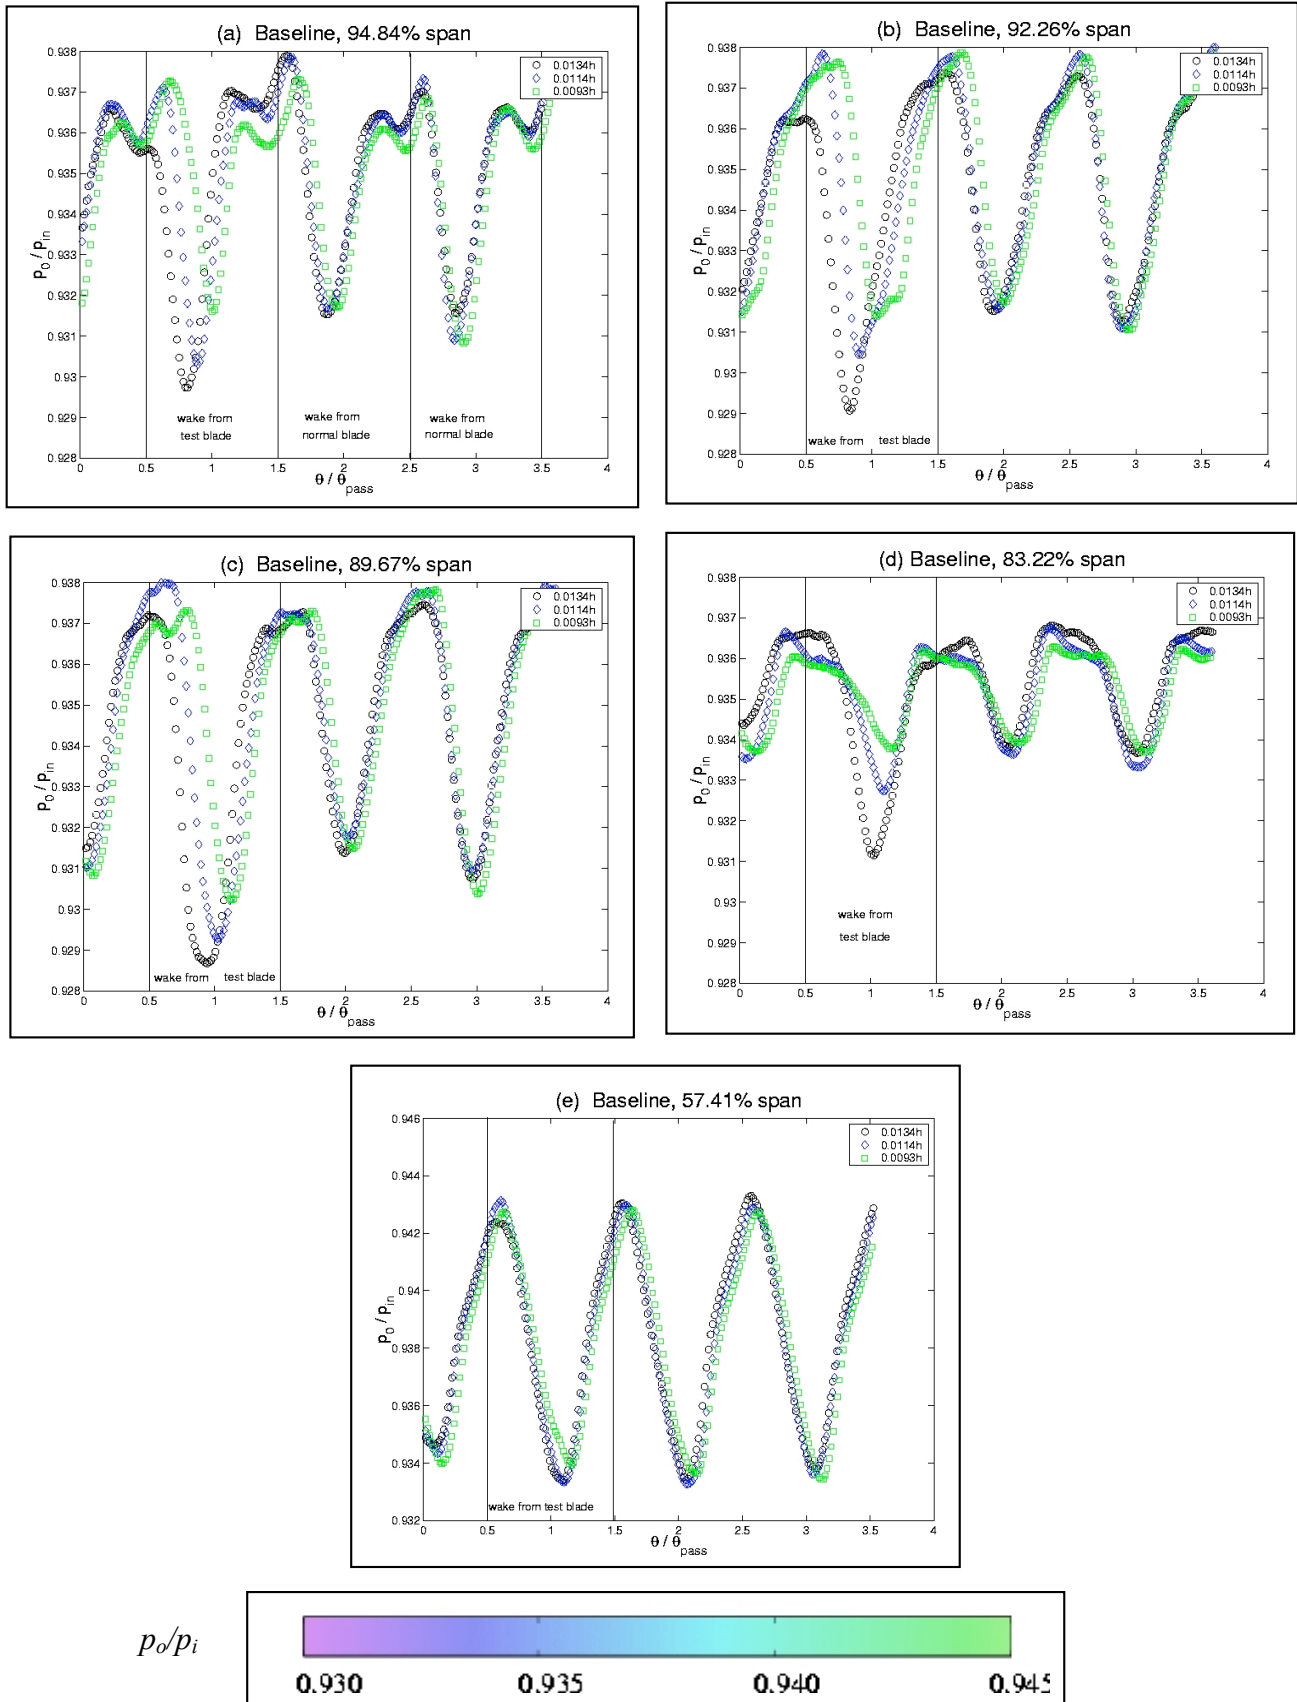 (a) Baseline, 94.84% span
0.938
0.937
0.936
0.935
0.934
0.933
0.932
0.931
0.93
0.929
0.928
p0 / pin
0.0134h
0.0114h
0.0093h
wake from
test blade
wake from
normal blade
wake from
normal blade
0 0.5 1 1.5 2 2.5 3 3.5 4
θ / θpass
(b) Baseline, 92.26% span
0.938
0.937
0.936
0.935
0.934
0.933
0.932
0.931
0.93
0.929
0.928
p0 / pin
0.0134h
0.0114h
0.0093h
wake from test blade
0 0.5 1 1.5 2 2.5 3 3.5 4
θ / θpass
(c) Baseline, 89.67% span
0.938
0.937
0.936
0.935
0.934
0.933
0.932
0.931
0.93
0.929
0.928
p0 / pin
0.0134h
0.0114h
0.0093h
wake from test blade
0 0.5 1 1.5 2 2.5 3 3.5 4
θ / θpass
(d) Baseline, 83.22% span
0.938
0.937
0.936
0.935
0.934
0.933
0.932
0.931
0.93
0.929
0.928
p0 / pin
0.0134h
0.0114h
0.0093h
wake from
test blade
0 0.5 1 1.5 2 2.5 3 3.5 4
θ / θpass
(e) Baseline, 57.41% span
0.946
0.944
0.942
0.94
0.938
0.936
0.934
0.932
p0 / pin
0.0134h
0.0114h
0.0093h
wake from test blade
0 0.5 1 1.5 2 2.5 3 3.5 4
θ / θpass
po/pi
0.930 0.935 0.940 0.945